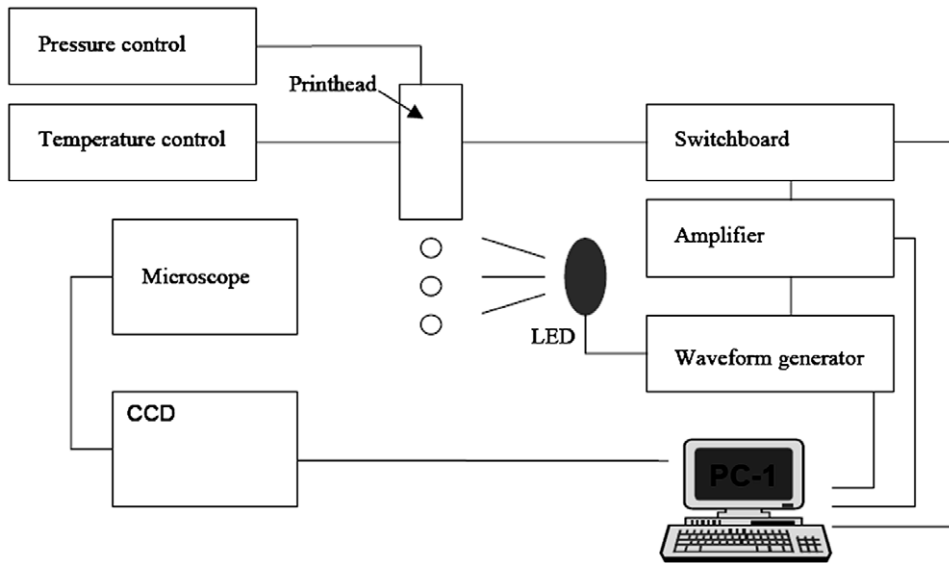 Pressure control
Printhead
Temperature control
Switchboard
Amplifier
Microscope
LED
Waveform generator
CCD
PC-1